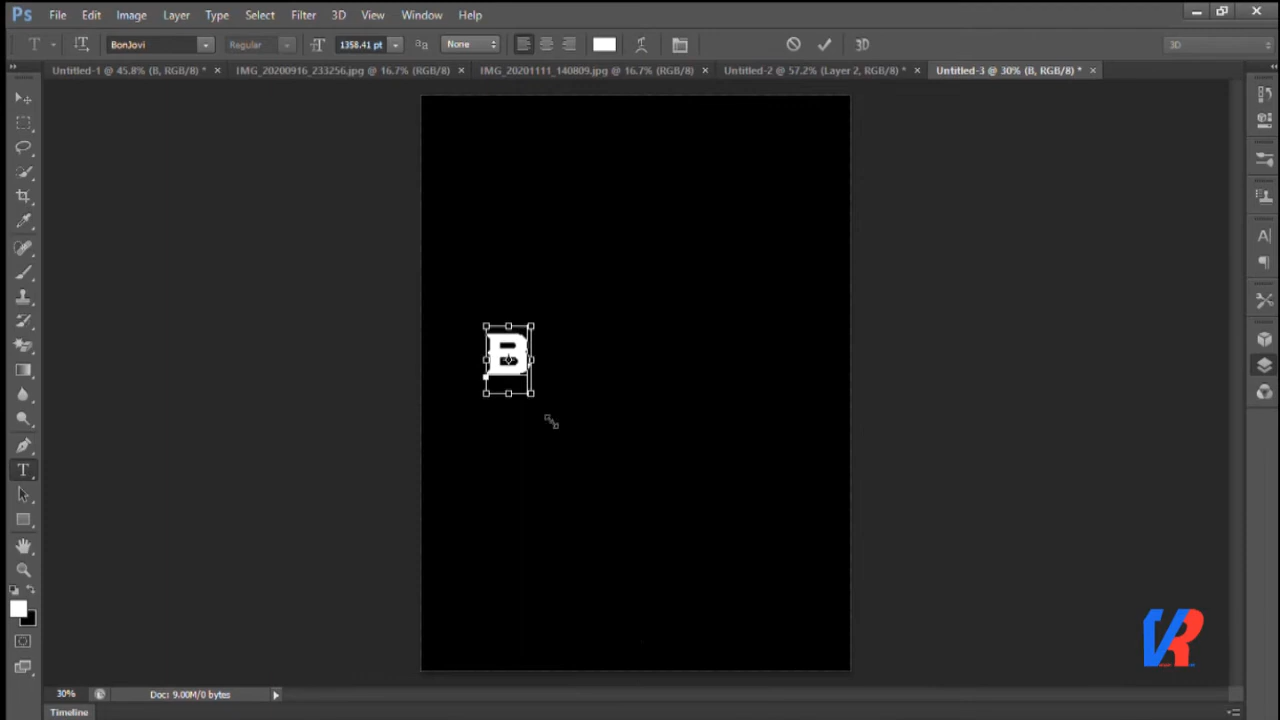 Ps File Edit Image Layer Type Select Filter 3D View Window Help
T BonJovi Regular 1358.41 pt aa None 3D 3D
Untitled-1 @ 45.8% (B, RGB/8) * × IMG_20200916_233256.jpg @ 16.7% (RGB/8) × IMG_20201111_140809.jpg @ 16.7% (RGB/8) × Untitled-2 @ 57.2% (Layer 2, RGB/8) * × Untitled-3 @ 30% (B, RGB/8) * ×
B
VR
30% Doc: 9.00M/0 bytes
Timeline